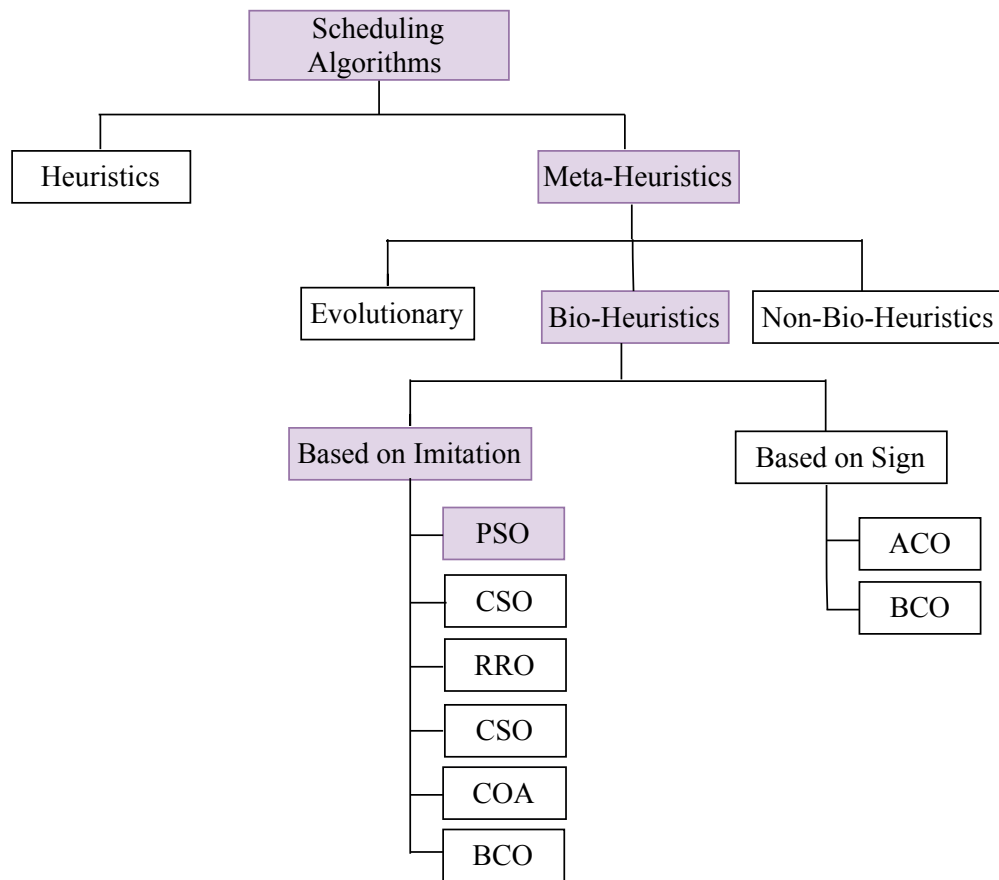 Scheduling
Algorithms
Heuristics
Meta-Heuristics
Evolutionary
Bio-Heuristics
Non-Bio-Heuristics
Based on Imitation
Based on Sign
PSO
CSO
RRO
CSO
COA
BCO
ACO
BCO